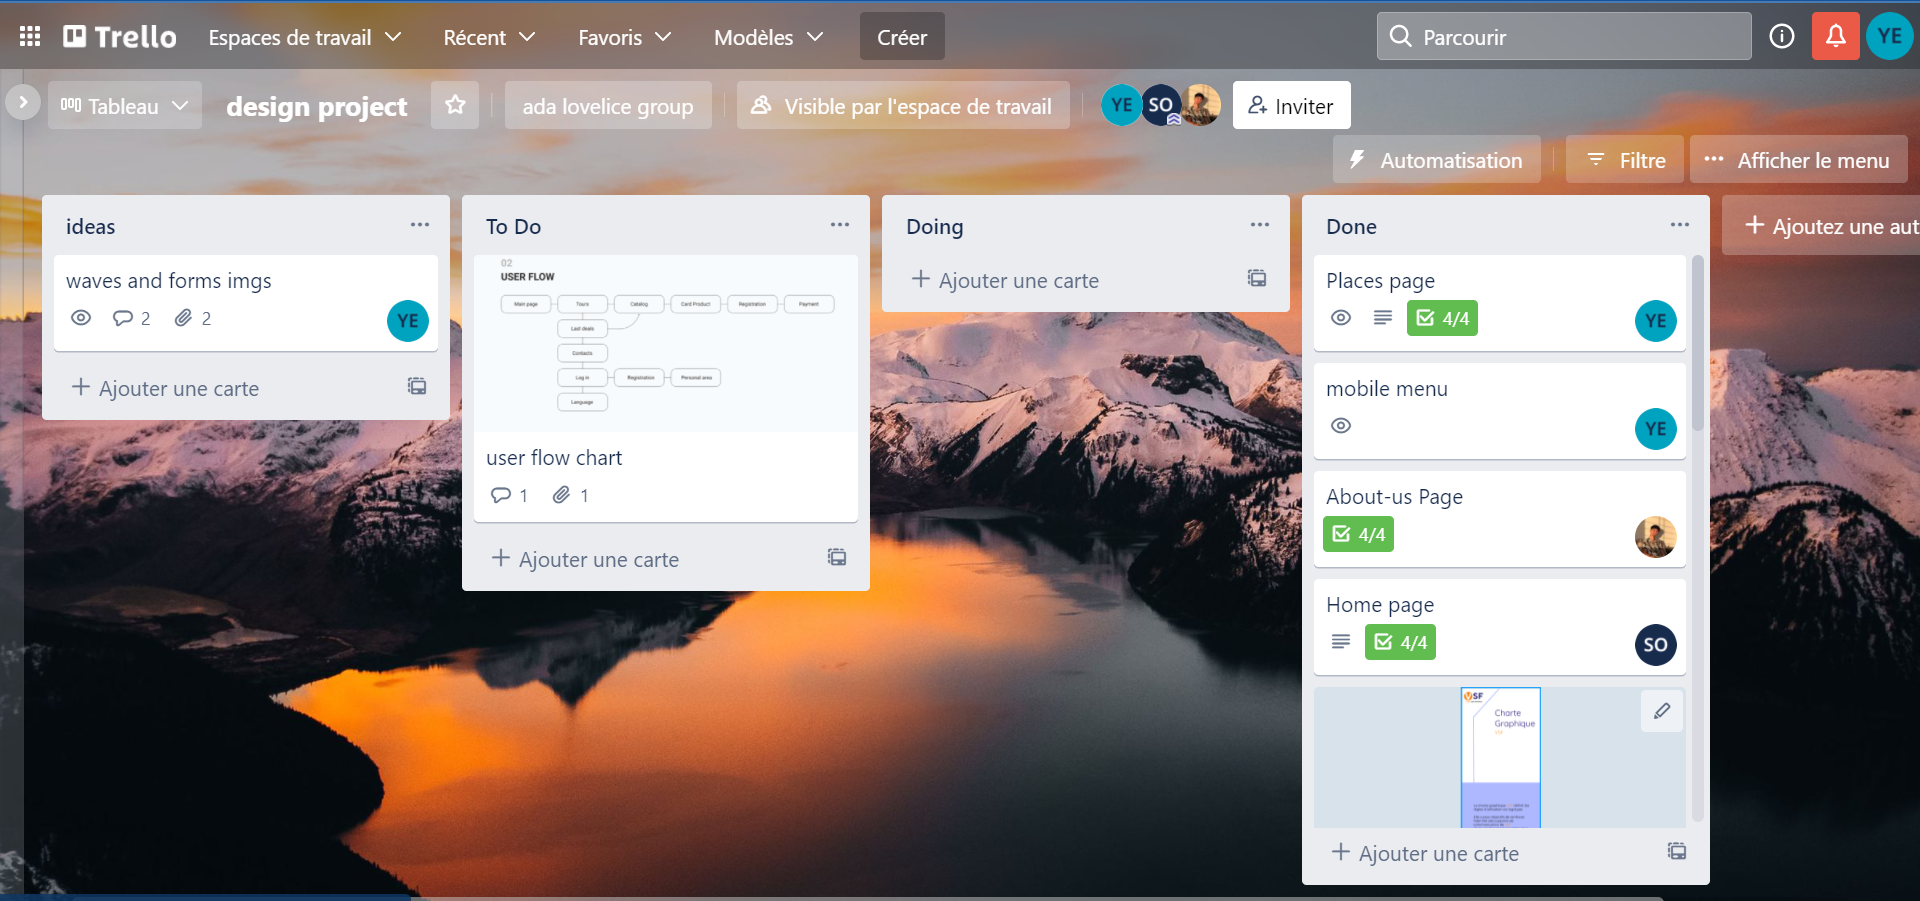 Trello
Espaces de travail
Récent
Favoris
Modèles
Créer
Parcourir
YE
Tableau
design project
ada lovelice group
Visible par l'espace de travail
YE
SO
Inviter
Automatisation
Filtre
Afficher le menu
ideas
waves and forms imgs
2
2
YE
Ajouter une carte
To Do
02
USER FLOW
Main page
Tours
Catalog
Card Product
Registration
Payment
Last deals
Contacts
Log in
Registration
Personal area
Language
user flow chart
1
1
Ajouter une carte
Doing
Ajouter une carte
Done
Places page
4/4
YE
mobile menu
YE
About-us Page
4/4
Home page
4/4
SO
VSF
Charte
Graphique
VSF
Ajouter une carte
Ajoutez une aut